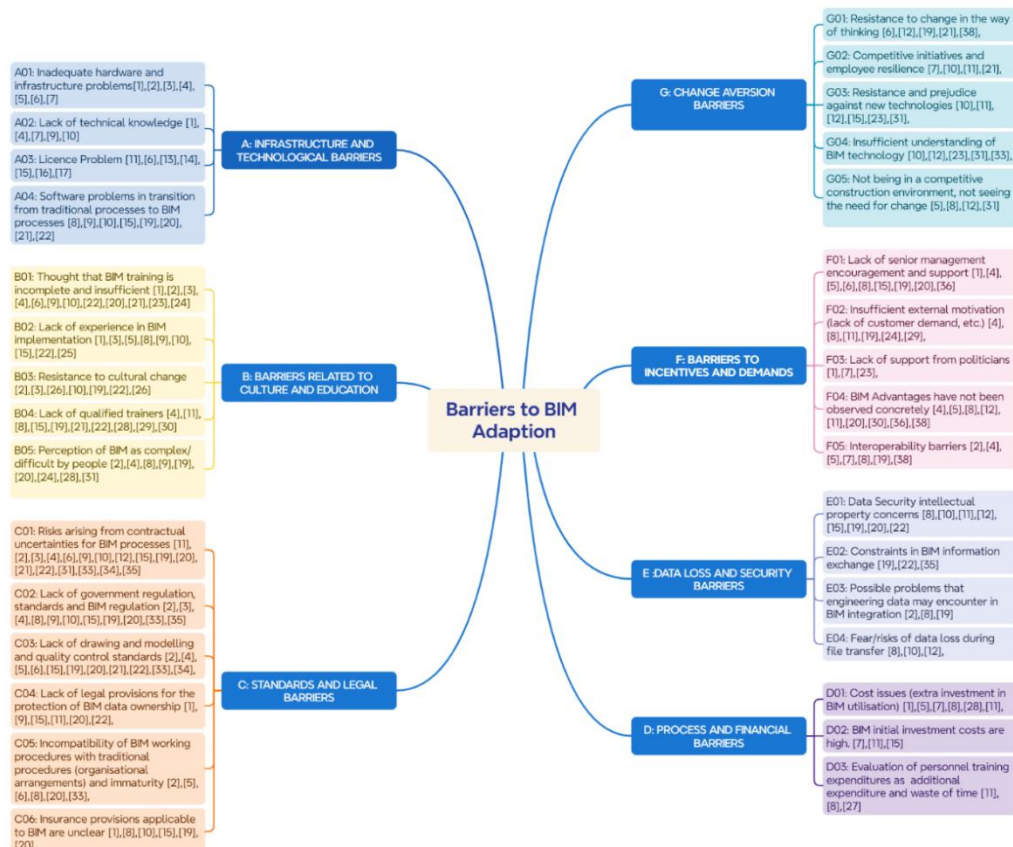 Barriers to BIM
Adaption
A: INFRASTRUCTURE AND
TECHNOLOGICAL BARRIERS
A01: Inadequate hardware and
infrastructure problems[1],[2],[3],[4],
[5],[6],[7]
A02: Lack of technical knowledge [1],
[4],[7],[9],[10]
A03: Licence Problem [11],[6],[13],[14],
[15],[16],[17]
A04: Software problems in transition
from traditional processes to BIM
processes [8],[9],[10],[15],[19],[20],
[21],[22]
B: BARRIERS RELATED TO
CULTURE AND EDUCATION
B01: Thought that BIM training is
incomplete and insufficient [1],[2],[3],
[4],[6],[9],[10],[22],[20],[21],[23],[24]
B02: Lack of experience in BIM
implementation [1],[3],[5],[8],[9],[10],
[15],[22],[25]
B03: Resistance to cultural change
[2],[3],[26],[10],[19],[22],[26]
B04: Lack of qualified trainers [4],[11],
[8],[15],[19],[21],[22],[28],[29],[30]
B05: Perception of BIM as complex/
difficult by people [2],[4],[8],[9],[19],
[20],[24],[28],[31]
C: STANDARDS AND LEGAL
BARRIERS
C01: Risks arising from contractual
uncertainties for BIM processes [11],
[2],[3],[4],[6],[9],[10],[12],[15],[19],[20],
[21],[22],[31],[33],[34],[35]
C02: Lack of government regulation,
standards and BIM regulation [2],[3],
[4],[8],[9],[10],[15],[19],[20],[33],[35]
C03: Lack of drawing and modelling
and quality control standards [2],[4],
[5],[6],[15],[19],[20],[21],[22],[33],[34],
C04: Lack of legal provisions for the
protection of BIM data ownership [1],
[9],[15],[11],[20],[22],
C05: Incompatibility of BIM working
procedures with traditional
procedures (organisational
arrangements) and immaturity [2],[5],
[6],[8],[20],[33],
C06: Insurance provisions applicable
to BIM are unclear [1],[8],[10],[15],[19],
[20]
G: CHANGE AVERSION
BARRIERS
G01: Resistance to change in the way
of thinking [6],[12],[19],[21],[38],
G02: Competitive initiatives and
employee resilience [7],[10],[11],[21],
G03: Resistance and prejudice
against new technologies [10],[11],
[12],[15],[23],[31],
G04: Insufficient understanding of
BIM technology [10],[12],[23],[31],[33],
G05: Not being in a competitive
construction environment, not seeing
the need for change [5],[8],[12],[31]
F: BARRIERS TO
INCENTIVES AND DEMANDS
F01: Lack of senior management
encouragement and support [1],[4],
[5],[6],[8],[15],[19],[20],[36]
F02: Insufficient external motivation
(lack of customer demand, etc.) [4],
[8],[11],[19],[24],[29],
F03: Lack of support from politicians
[1],[7],[23],
F04: BIM Advantages have not been
observed concretely [4],[5],[8],[12],
[11],[20],[30],[36],[38]
F05: Interoperability barriers [2],[4],
[5],[7],[8],[19],[38]
E :DATA LOSS AND SECURITY
BARRIERS
E01: Data Security intellectual
property concerns [8],[10],[11],[12],
[15],[19],[20],[22]
E02: Constraints in BIM information
exchange [19],[22],[35]
E03: Possible problems that
engineering data may encounter in
BIM integration [2],[8],[19]
E04: Fear/risks of data loss during
file transfer [8],[10],[12],
D: PROCESS AND FINANCIAL
BARRIERS
D01: Cost issues (extra investment in
BIM utilisation) [1],[5],[7],[8],[28],[11],
D02: BIM initial investment costs are
high. [7],[11],[15]
D03: Evaluation of personnel training
expenditures as additional
expenditure and waste of time [11],
[8],[27]